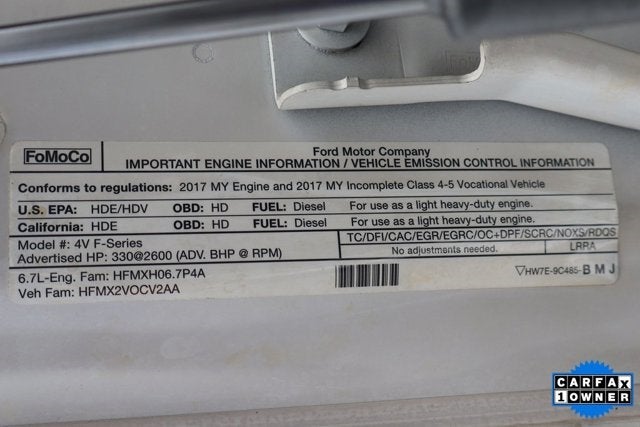 FoMoCo
Ford Motor Company
IMPORTANT ENGINE INFORMATION / VEHICLE EMISSION CONTROL INFORMATION
Conforms to regulations: 2017 MY Engine and 2017 MY Incomplete Class 4-5 Vocational Vehicle
U.S. EPA: HDE/HDV OBD: HD FUEL: Diesel For use as a light heavy-duty engine.
California: HDE OBD: HD FUEL: Diesel For use as a light heavy-duty engine.
Model #: 4V F-Series TC/DFI/CAC/EGR/EGRC/OC+DPF/SCRC/NOXS/RDQS
Advertised HP: 330@2600 (ADV. BHP @ RPM) No adjustments needed. LRRA
6.7L-Eng. Fam: HFMXH06.7P4A
Veh Fam: HFMX2VOCV2AA
HW7E-9C485-BMJ
CARFAX
1 OWNER